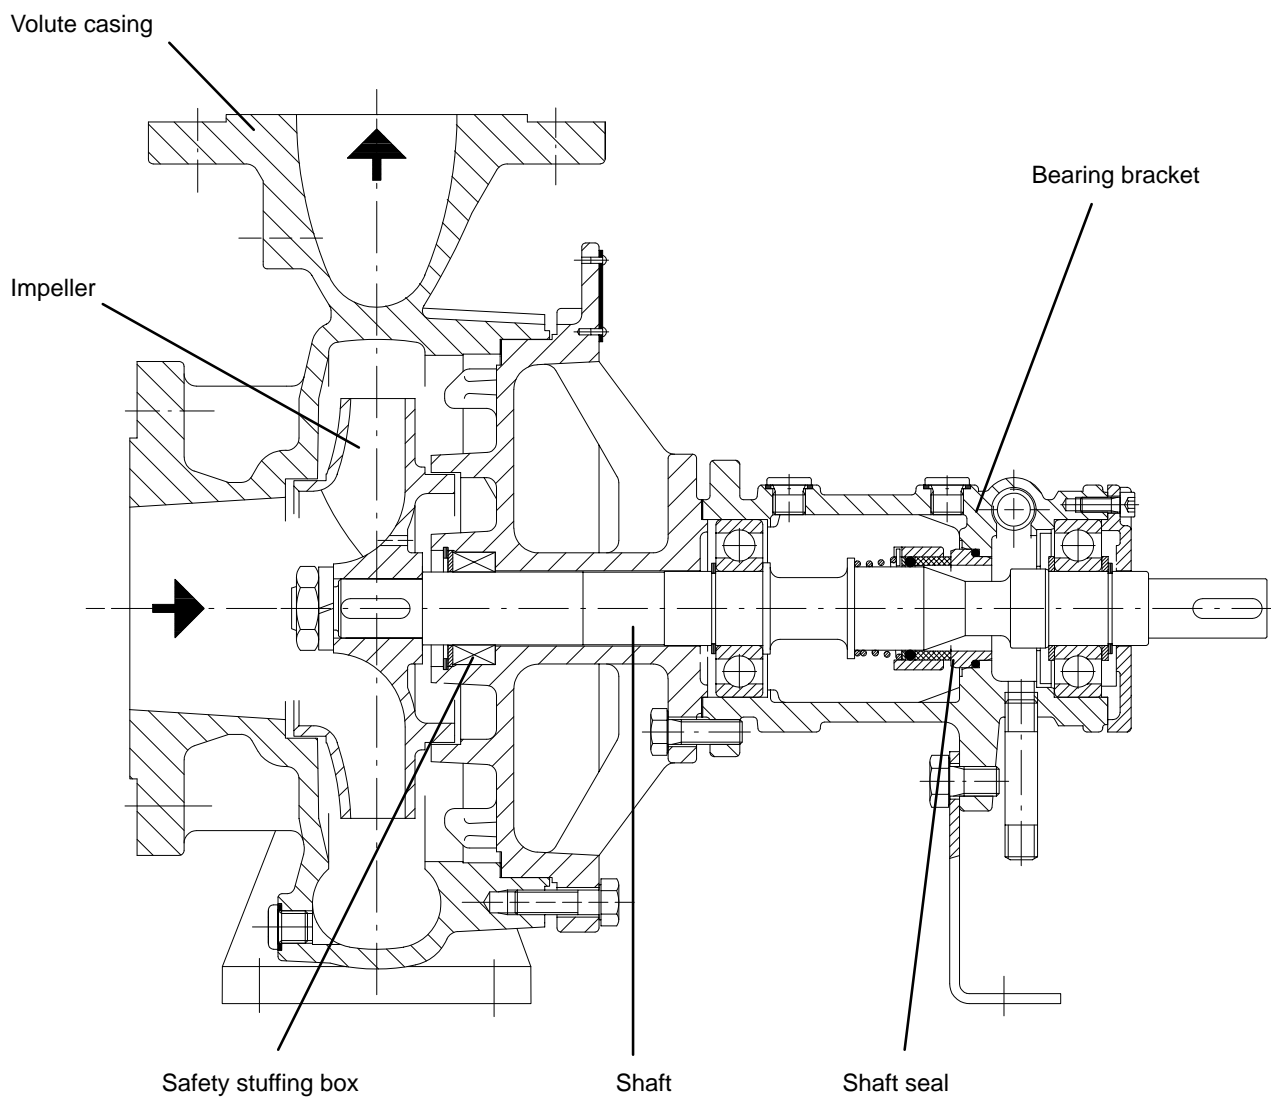 Volute casing
Bearing bracket
Impeller
Safety stuffing box
Shaft
Shaft seal